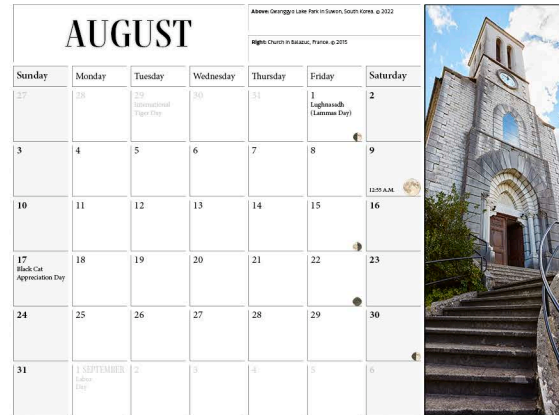 AUGUST
Above: Gwanggyo Lake Park in Suwon, South Korea. © 2022
Right: Church in Balazuc, France. © 2015
Sunday Monday Tuesday Wednesday Thursday Friday Saturday
27 28 29 30 31 1 2
International
Tiger Day
Lughnasadh
(Lammas Day)
3 4 5 6 7 8 9
12:55 A.M.
10 11 12 13 14 15 16
17 18 19 20 21 22 23
Black Cat
Appreciation Day
24 25 26 27 28 29 30
31 1 SEPTEMBER 2 3 4 5 6
Labor
Day